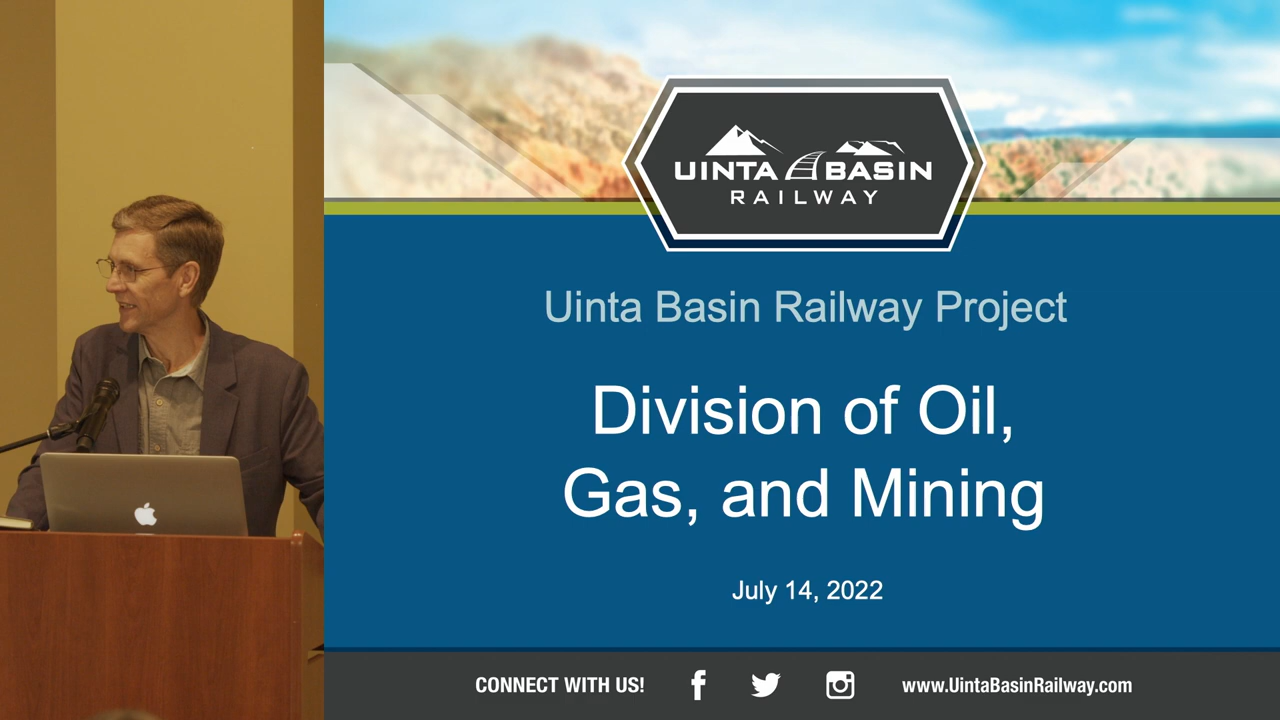 UINTA BASIN
RAILWAY
Uinta Basin Railway Project
Division of Oil,
Gas, and Mining
July 14, 2022
CONNECT WITH US!
www.UintaBasinRailway.com